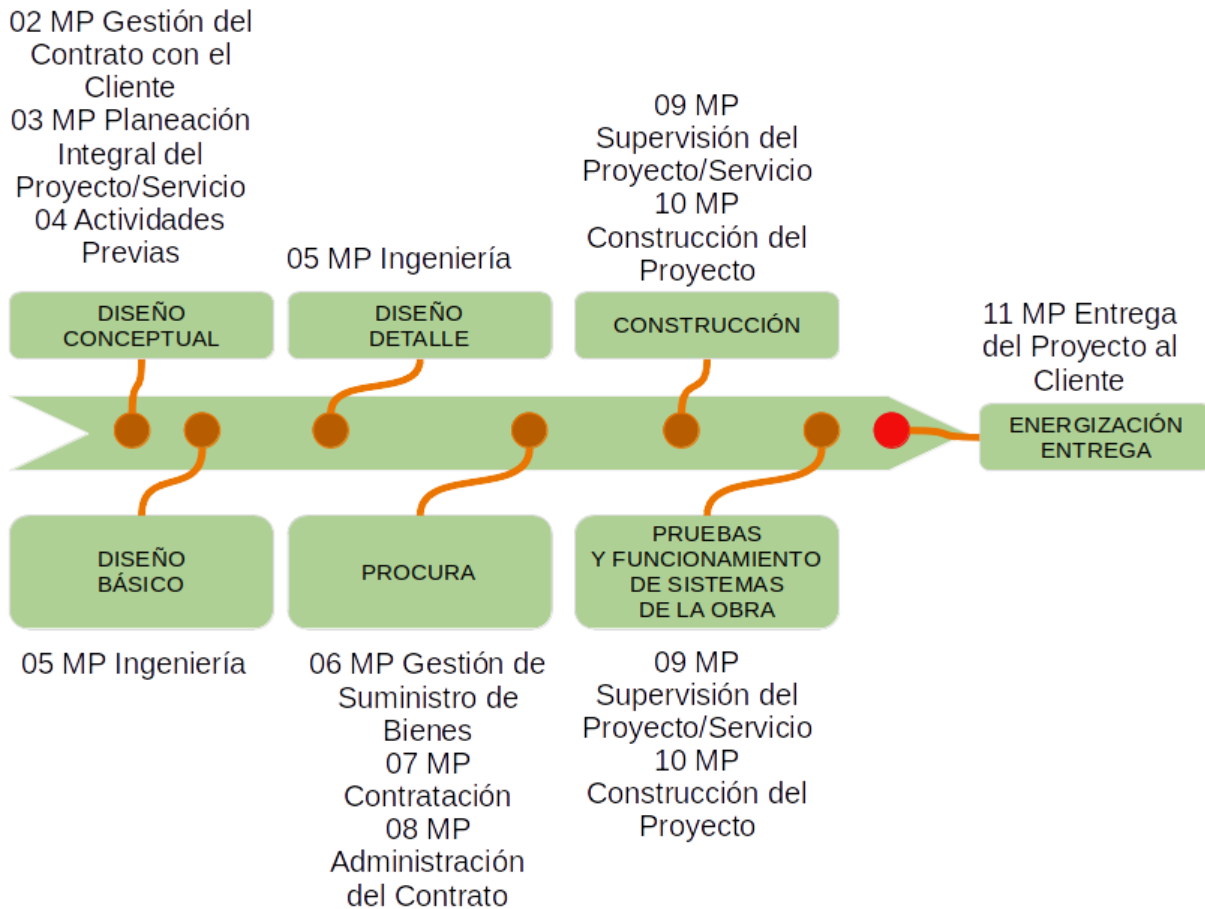 02 MP Gestión del
Contrato con el
Cliente
03 MP Planeación
Integral del
Proyecto/Servicio
04 Actividades
Previas
DISEÑO
CONCEPTUAL
05 MP Ingeniería
DISEÑO
DETALLE
09 MP
Supervisión del
Proyecto/Servicio
10 MP
Construcción del
Proyecto
CONSTRUCCIÓN
11 MP Entrega
del Proyecto al
Cliente
ENERGIZACIÓN
ENTREGA
DISEÑO
BÁSICO
05 MP Ingeniería
PROCURA
06 MP Gestión de
Suministro de
Bienes
07 MP
Contratación
08 MP
Administración
del Contrato
PRUEBAS
Y FUNCIONAMIENTO
DE SISTEMAS
DE LA OBRA
09 MP
Supervisión del
Proyecto/Servicio
10 MP
Construcción del
Proyecto